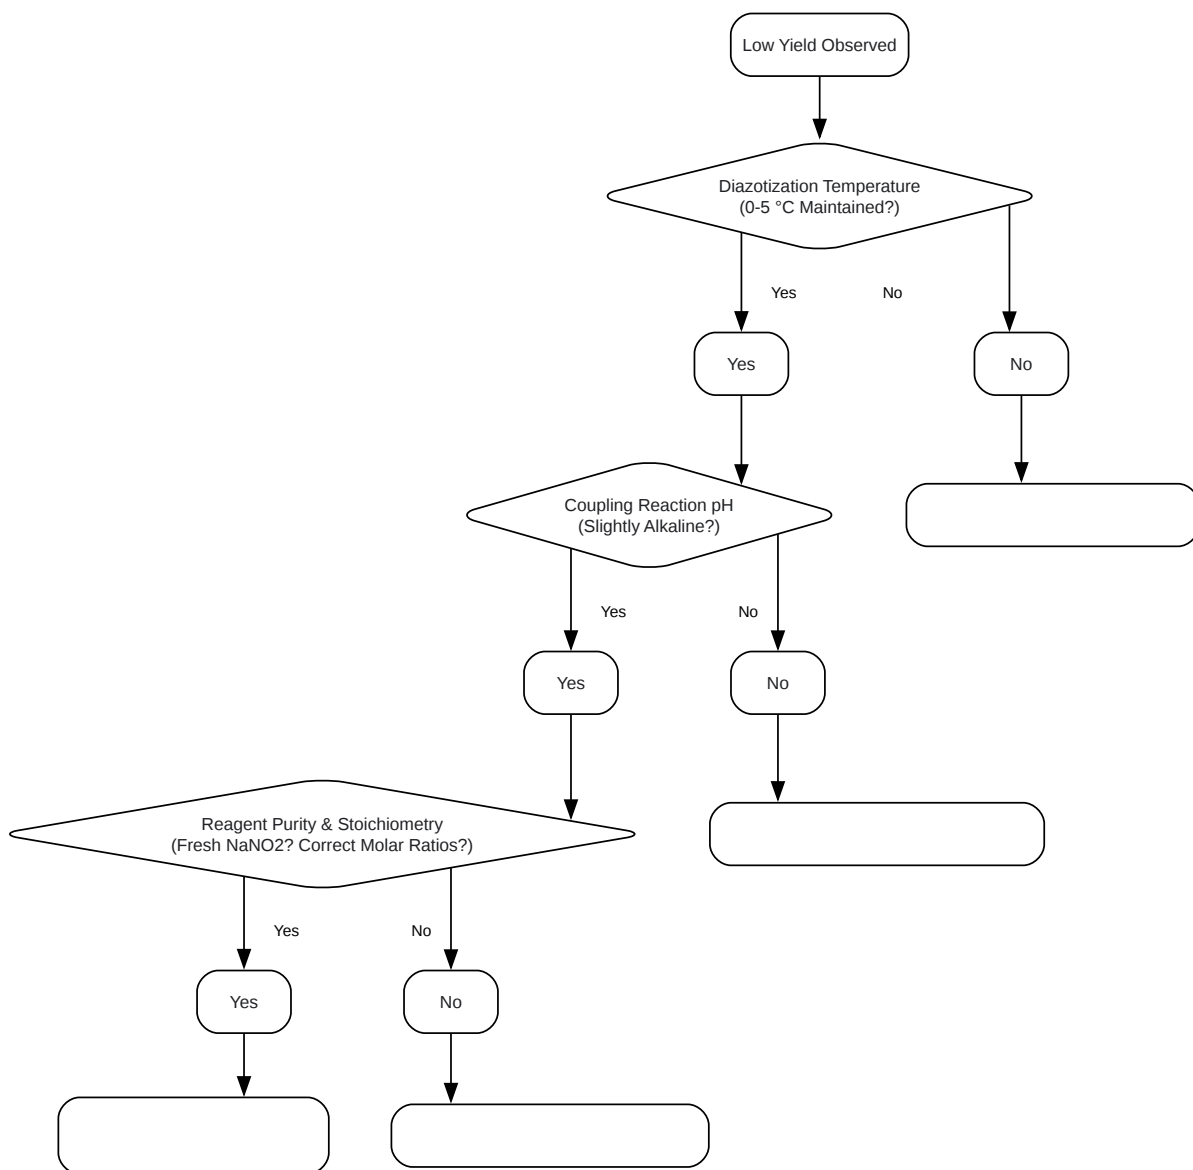 Low Yield Observed
Diazotization Temperature
(0-5 °C Maintained?)
Yes
No
Yes
No
Coupling Reaction pH
(Slightly Alkaline?)
Yes
No
Yes
No
Reagent Purity & Stoichiometry
(Fresh NaNO2? Correct Molar Ratios?)
Yes
No
Yes
No